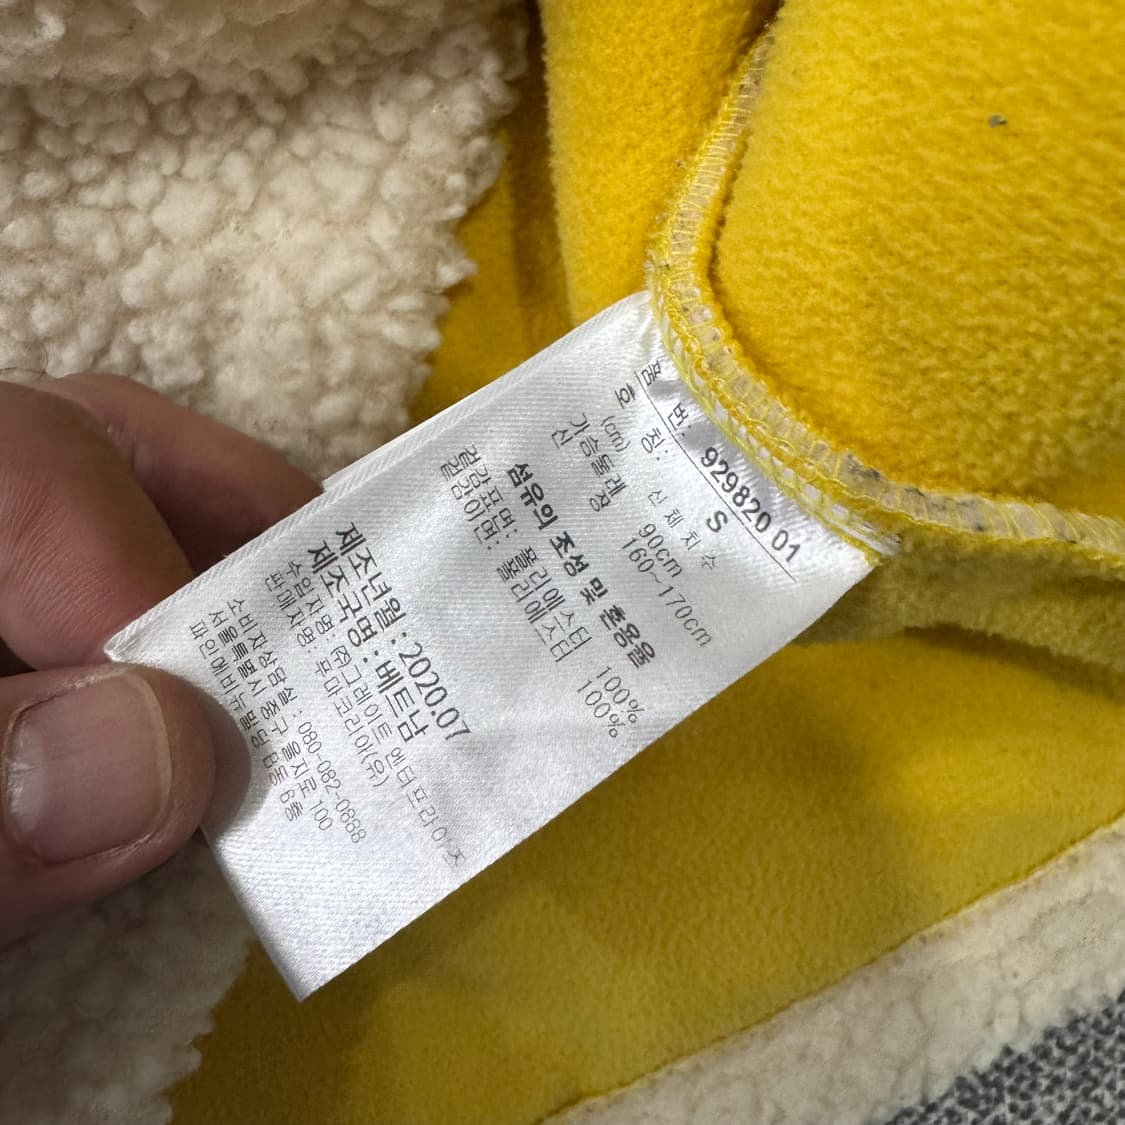 품 번: 929820 01
호 칭: S
(cm) 신 체 치 수
가슴둘레 90cm
신 장 160~170cm
섬유의 조성 및 혼용율
겉감표면: 폴리에스터 100%
겉감이면: 폴리에스터 100%
제조년월 : 2020.07
제조국명 : 베트남
수입자명: ㈜그레이트 엔터프라이즈
판매자명: 푸마코리아(유)
소비자상담실 : 080-082-0888
서울특별시 중구 을지로 100
파인에비뉴 빌딩 B동 6층